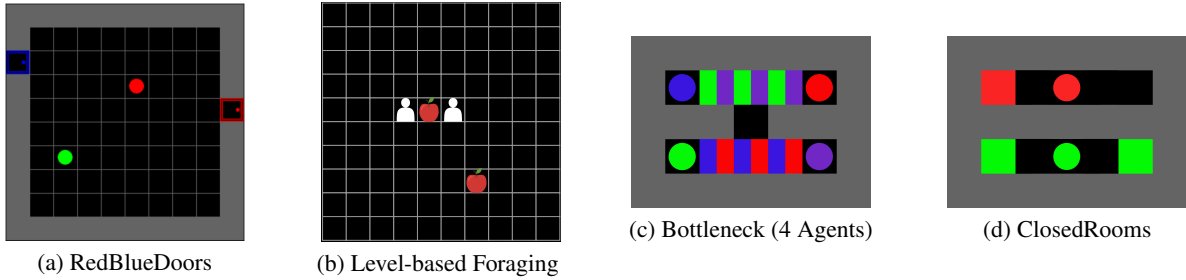 (a) RedBlueDoors
(b) Level-based Foraging
(c) Bottleneck (4 Agents)
(d) ClosedRooms